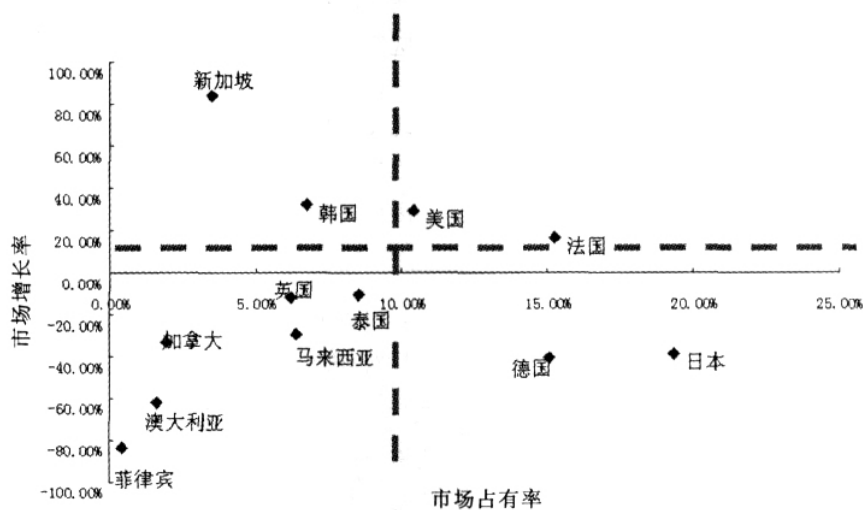 100.00%
新加坡
80.00%
60.00%
40.00%
韩国
美国
20.00%
法国
0.00%
0.00%
5.00%
10.00%
15.00%
20.00%
25.00%
英国
泰国
-20.00%
加拿大
马来西亚
德国
日本
-40.00%
-60.00%
澳大利亚
-80.00%
菲律宾
-100.00%
市场增长率
市场占有率